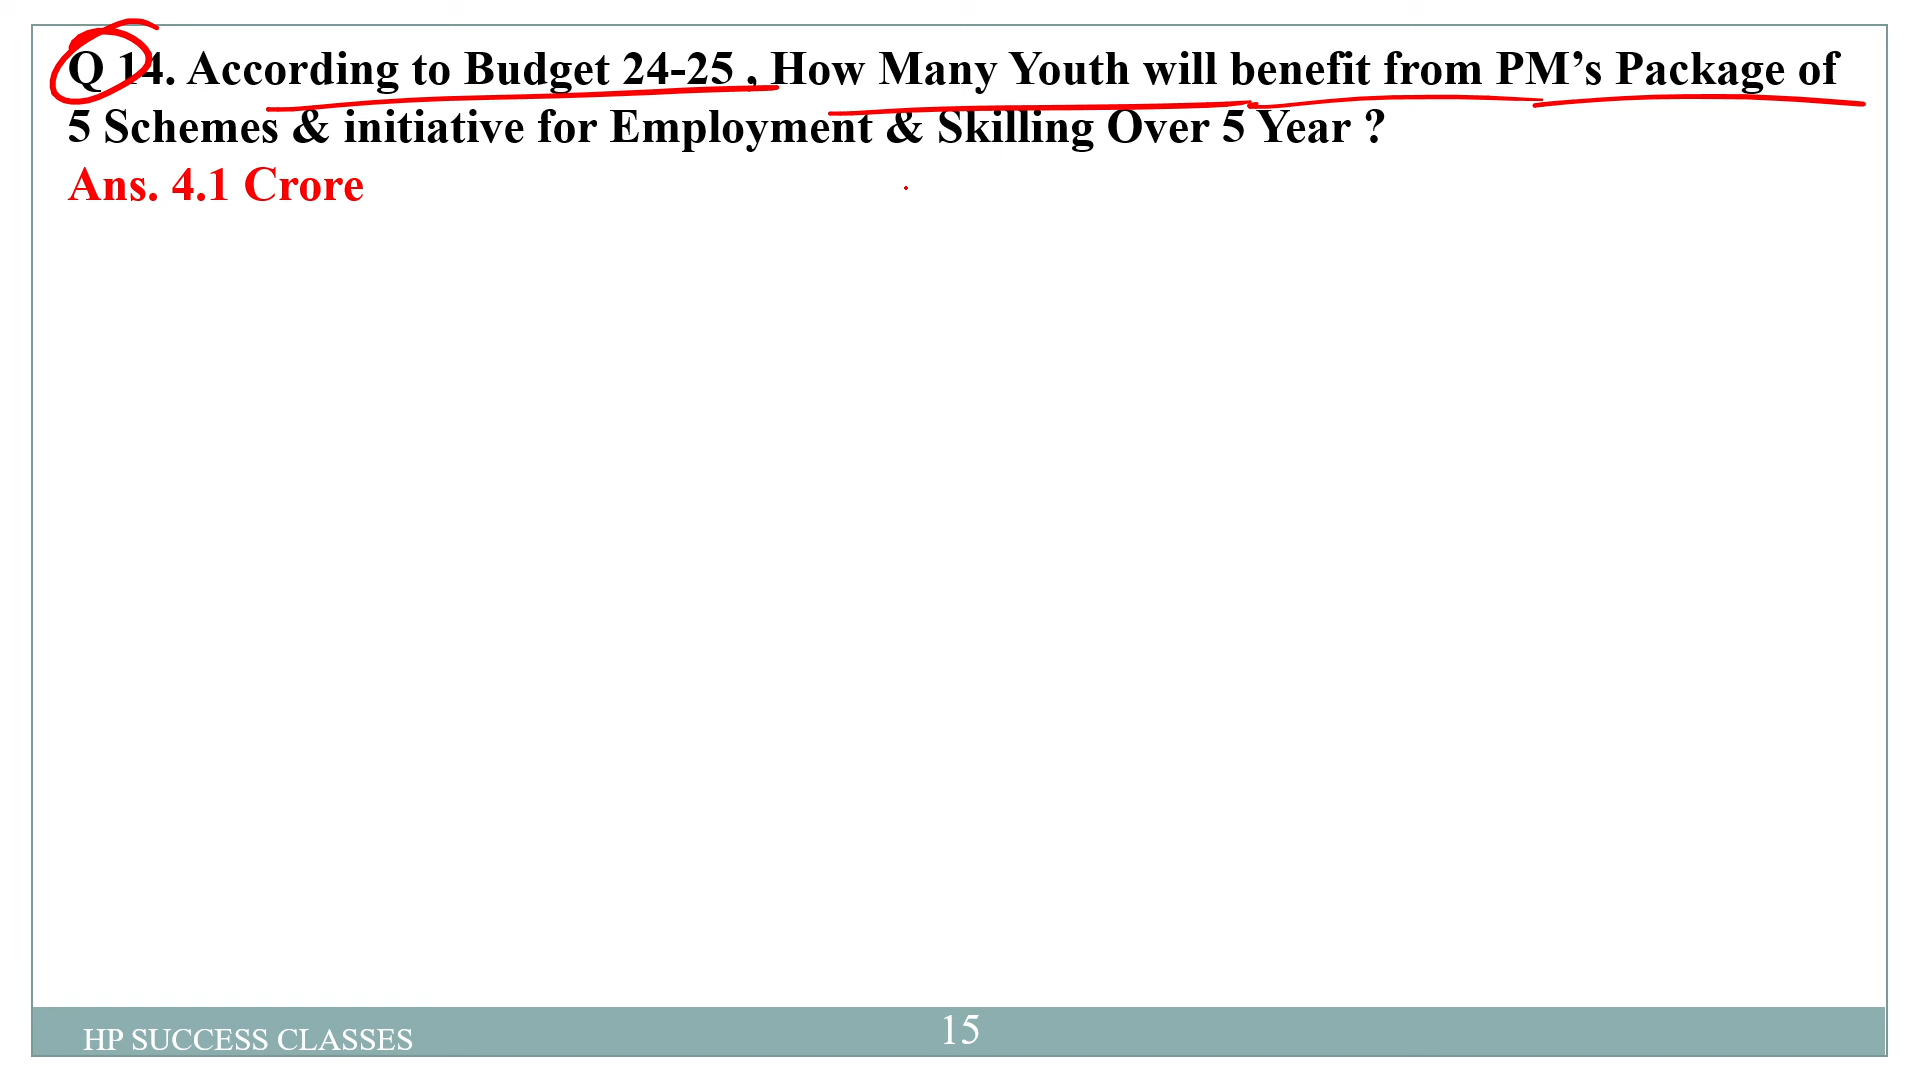 Q 14. According to Budget 24-25 , How Many Youth will benefit from PM’s Package of
5 Schemes & initiative for Employment & Skilling Over 5 Year ?
Ans. 4.1 Crore
HP SUCCESS CLASSES
15